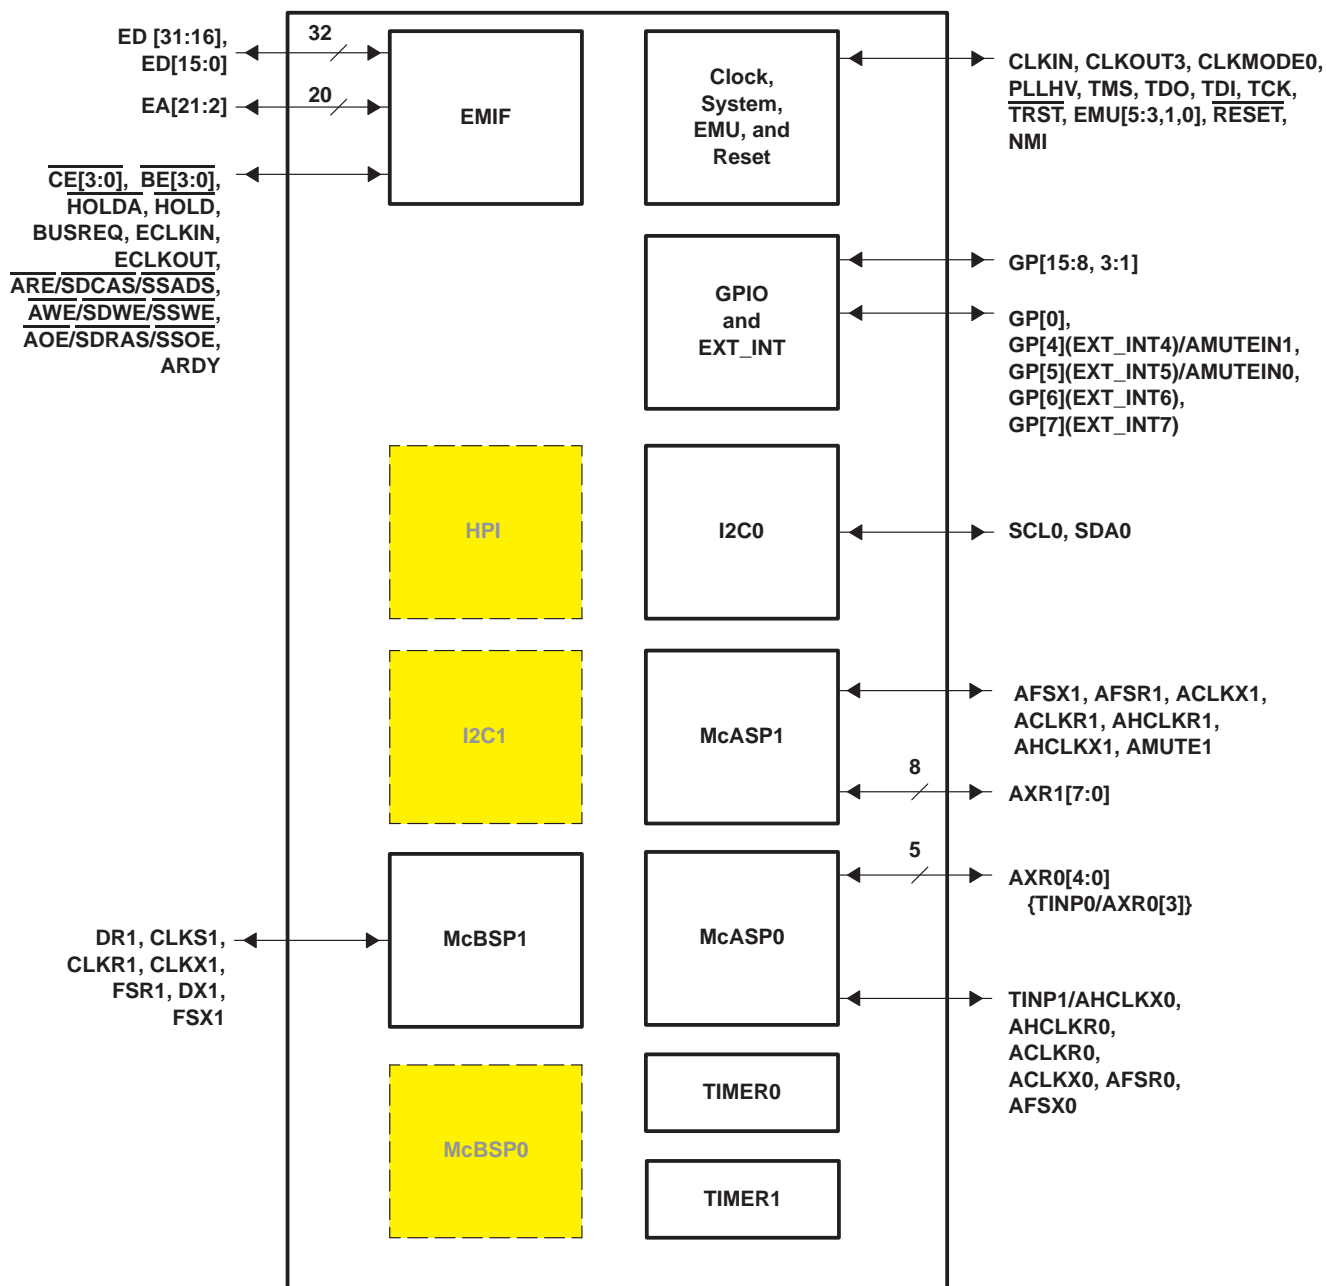 ED [31:16],
ED[15:0]
32
EA[21:2]
20
CE[3:0], BE[3:0],
HOLDA, HOLD,
BUSREQ, ECLKIN,
ECLKOUT,
ARE/SDCAS/SSADS,
AWE/SDWE/SSWE,
AOE/SDRAS/SSOE,
ARDY
EMIF
Clock,
System,
EMU, and
Reset
CLKIN, CLKOUT3, CLKMODE0,
PLLHV, TMS, TDO, TDI, TCK,
TRST, EMU[5:3,1,0], RESET,
NMI
GPIO
and
EXT_INT
GP[15:8, 3:1]
GP[0],
GP[4](EXT_INT4)/AMUTEIN1,
GP[5](EXT_INT5)/AMUTEIN0,
GP[6](EXT_INT6),
GP[7](EXT_INT7)
HPI
I2C0
SCL0, SDA0
I2C1
McASP1
AFSX1, AFSR1, ACLKX1,
ACLKR1, AHCLKR1,
AHCLKX1, AMUTE1
8
AXR1[7:0]
DR1, CLKS1,
CLKR1, CLKX1,
FSR1, DX1,
FSX1
McBSP1
McASP0
5
AXR0[4:0]
{TINP0/AXR0[3]}
TINP1/AHCLKX0,
AHCLKR0,
ACLKR0,
ACLKX0, AFSR0,
AFSX0
McBSP0
TIMER0
TIMER1